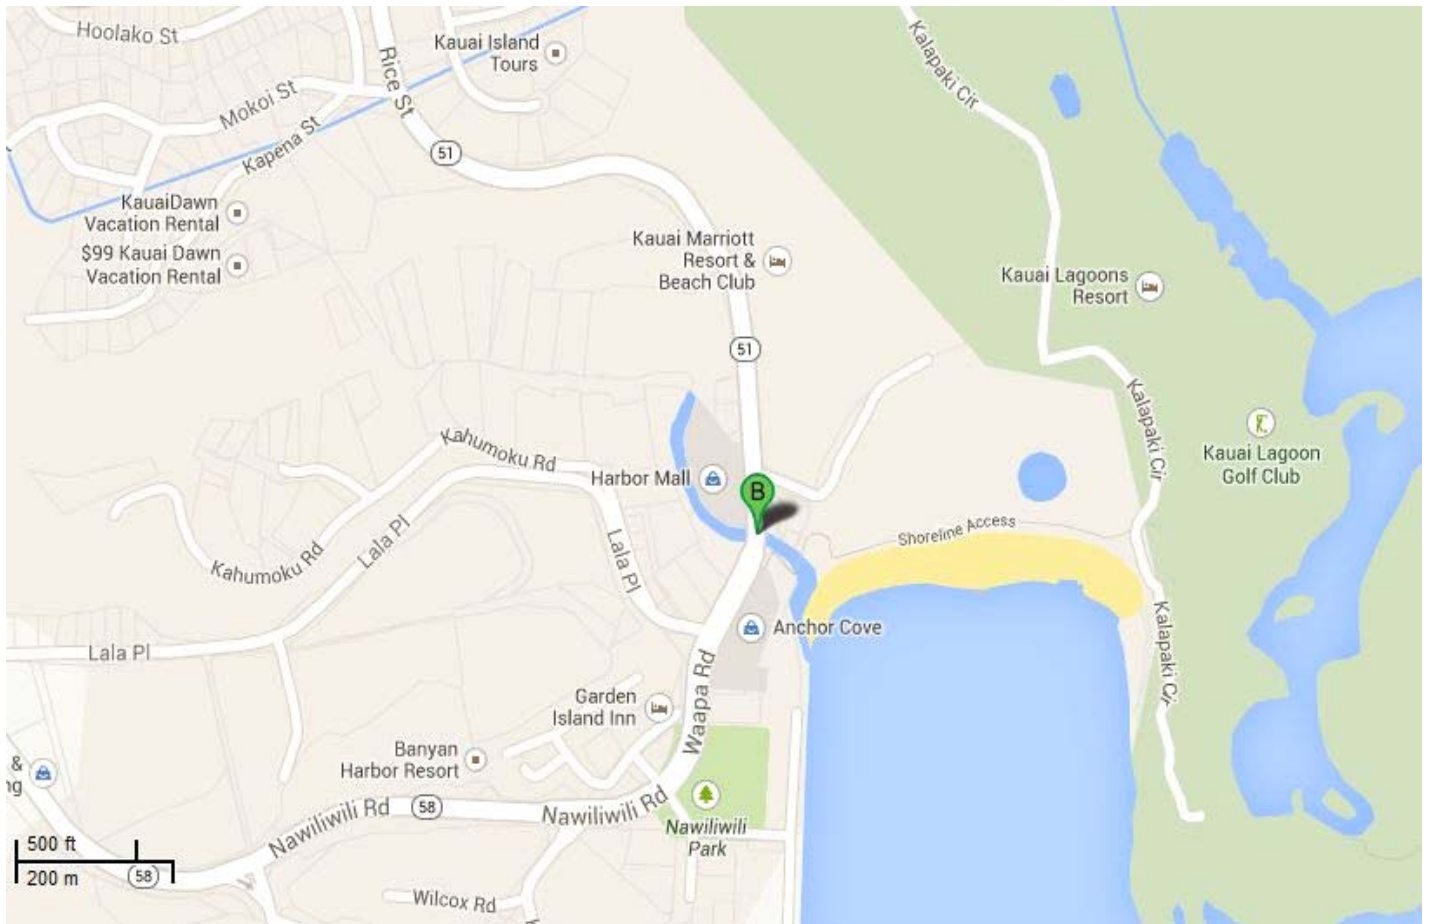 Hoolako St
Kauai Island
Tours
Rice St
Kalapaki Cir
Mokoi St
Kapena St
51
KauaiDawn
Vacation Rental
$99 Kauai Dawn
Vacation Rental
Kauai Marriott
Resort &
Beach Club
Kauai Lagoons
Resort
51
Kalapaki Cir
Kahumoku Rd
Harbor Mall
B
Kauai Lagoon
Golf Club
Lala Pl
Kahumoku Rd
Lala Pl
Shoreline Access
Anchor Cove
Kalapaki Cir
Lala Pl
Waapa Rd
Garden
Island Inn
Banyan
Harbor Resort
&
ng
Nawiliwili Rd
58
Nawiliwili Rd
Nawiliwili
Park
500 ft
200 m
58
Wilcox Rd